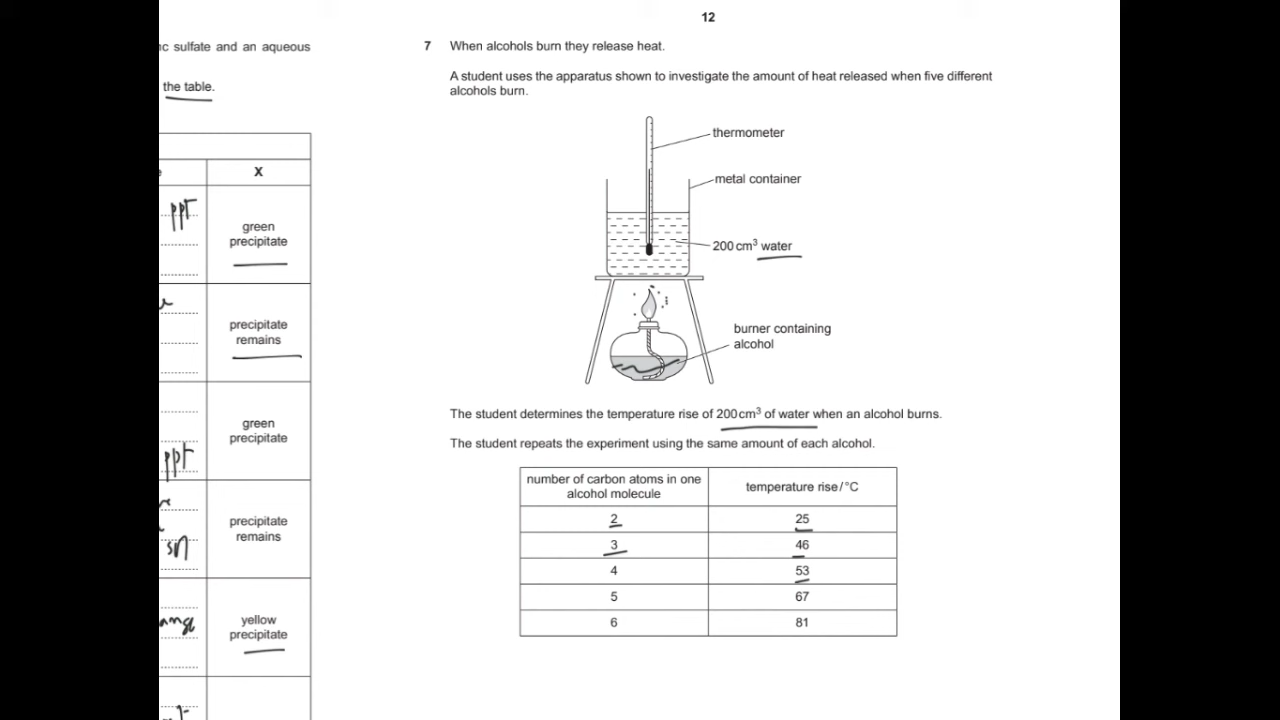 12
ic sulfate and an aqueous
the table.
X
ppt
green
precipitate
precipitate
remains
green
precipitate
ppt
precipitate
remains
sn
yellow
precipitate
7 When alcohols burn they release heat.
A student uses the apparatus shown to investigate the amount of heat released when five different
alcohols burn.
thermometer
metal container
200 cm³ water
burner containing
alcohol
The student determines the temperature rise of 200 cm³ of water when an alcohol burns.
The student repeats the experiment using the same amount of each alcohol.
number of carbon atoms in one
alcohol molecule
temperature rise / °C
2 25
3 46
4 53
5 67
6 81